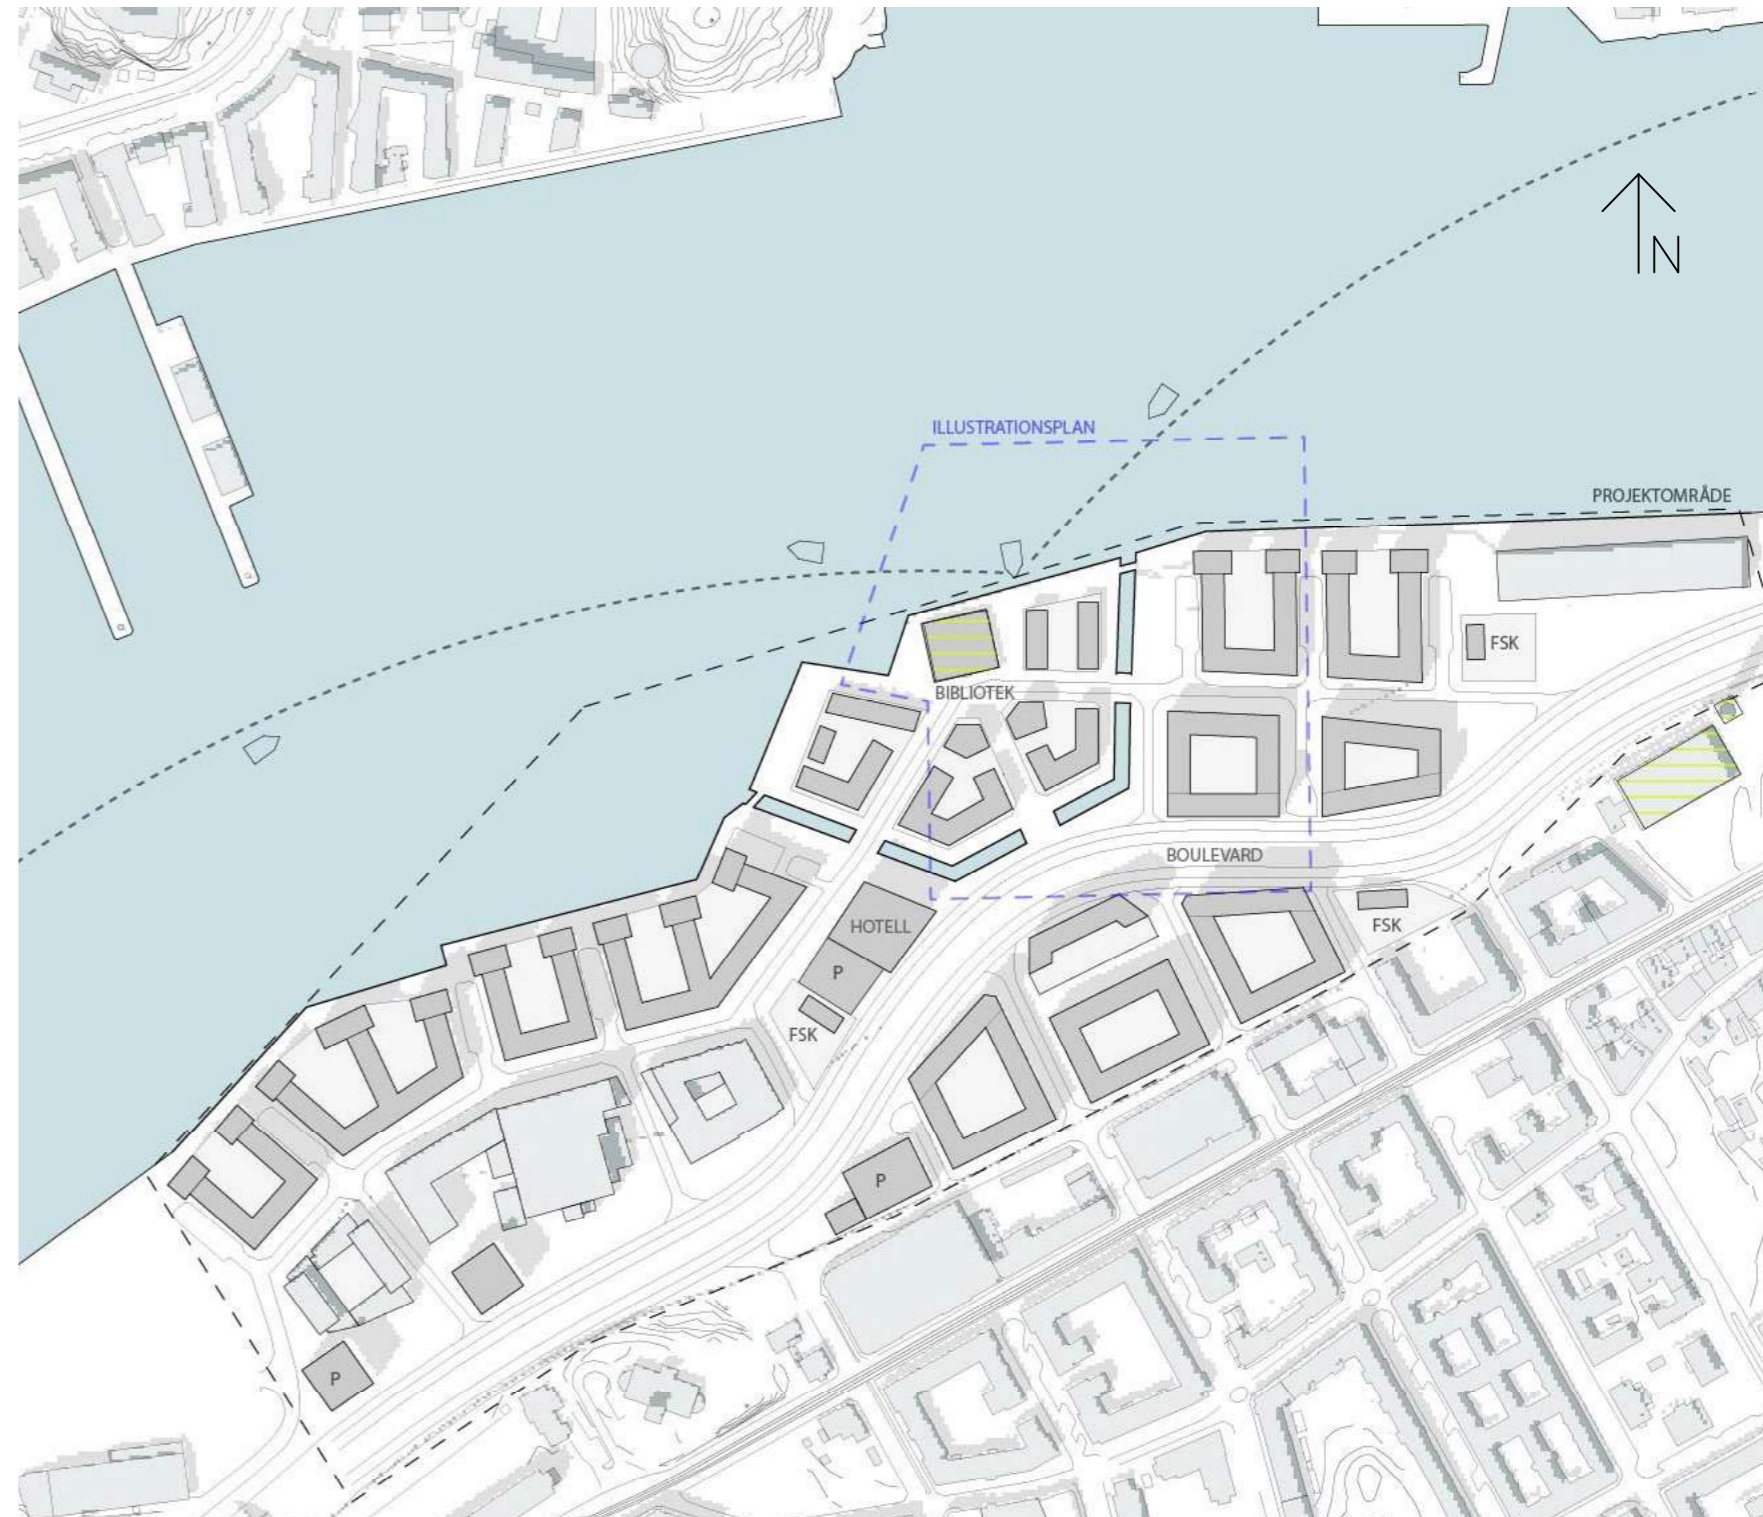 N
ILLUSTRATIONSPLAN
PROJEKTOMRÅDE
FSK
BIBLIOTEK
BOULEVARD
HOTELL
FSK
P
FSK
P
P